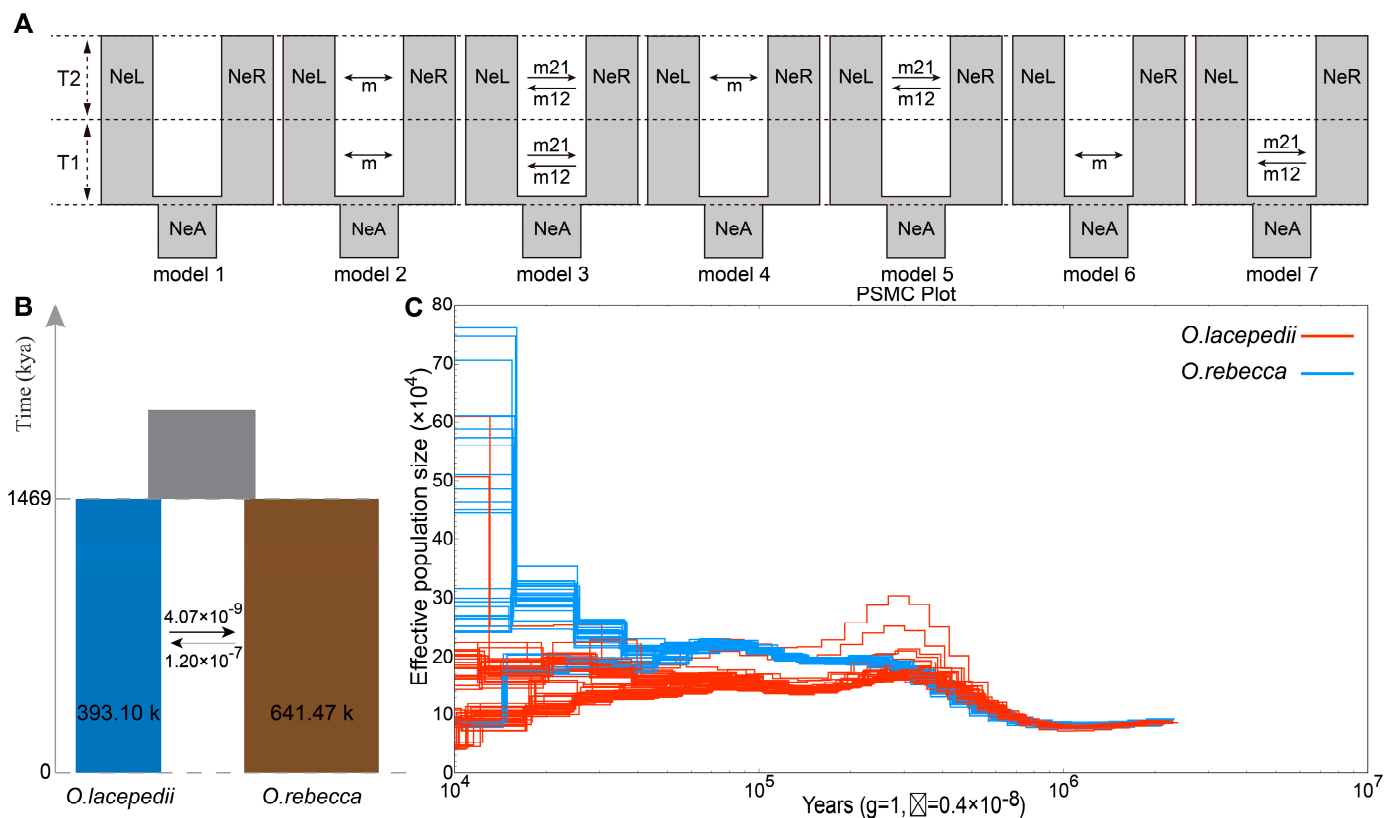 A
T2
T1
NeL NeR
NeA
model 1
NeL NeR
m
m
NeA
model 2
NeL NeR
m21
m12
m21
m12
NeA
model 3
NeL NeR
m
NeA
model 4
NeL NeR
m21
m12
NeA
model 5
NeL NeR
m
NeA
model 6
NeL NeR
m21
m12
NeA
model 7
B
Time (kya)
1469
0
4.07×10⁻⁹
1.20×10⁻⁷
393.10 k
641.47 k
O.lacepedii
O.rebecca
C
PSMC Plot
Effective population size (×10⁴)
80
70
60
50
40
30
20
10
0
O.lacepedii
O.rebecca
10⁴ 10⁵ 10⁶ 10⁷
Years (g=1, =0.4×10⁻⁸)